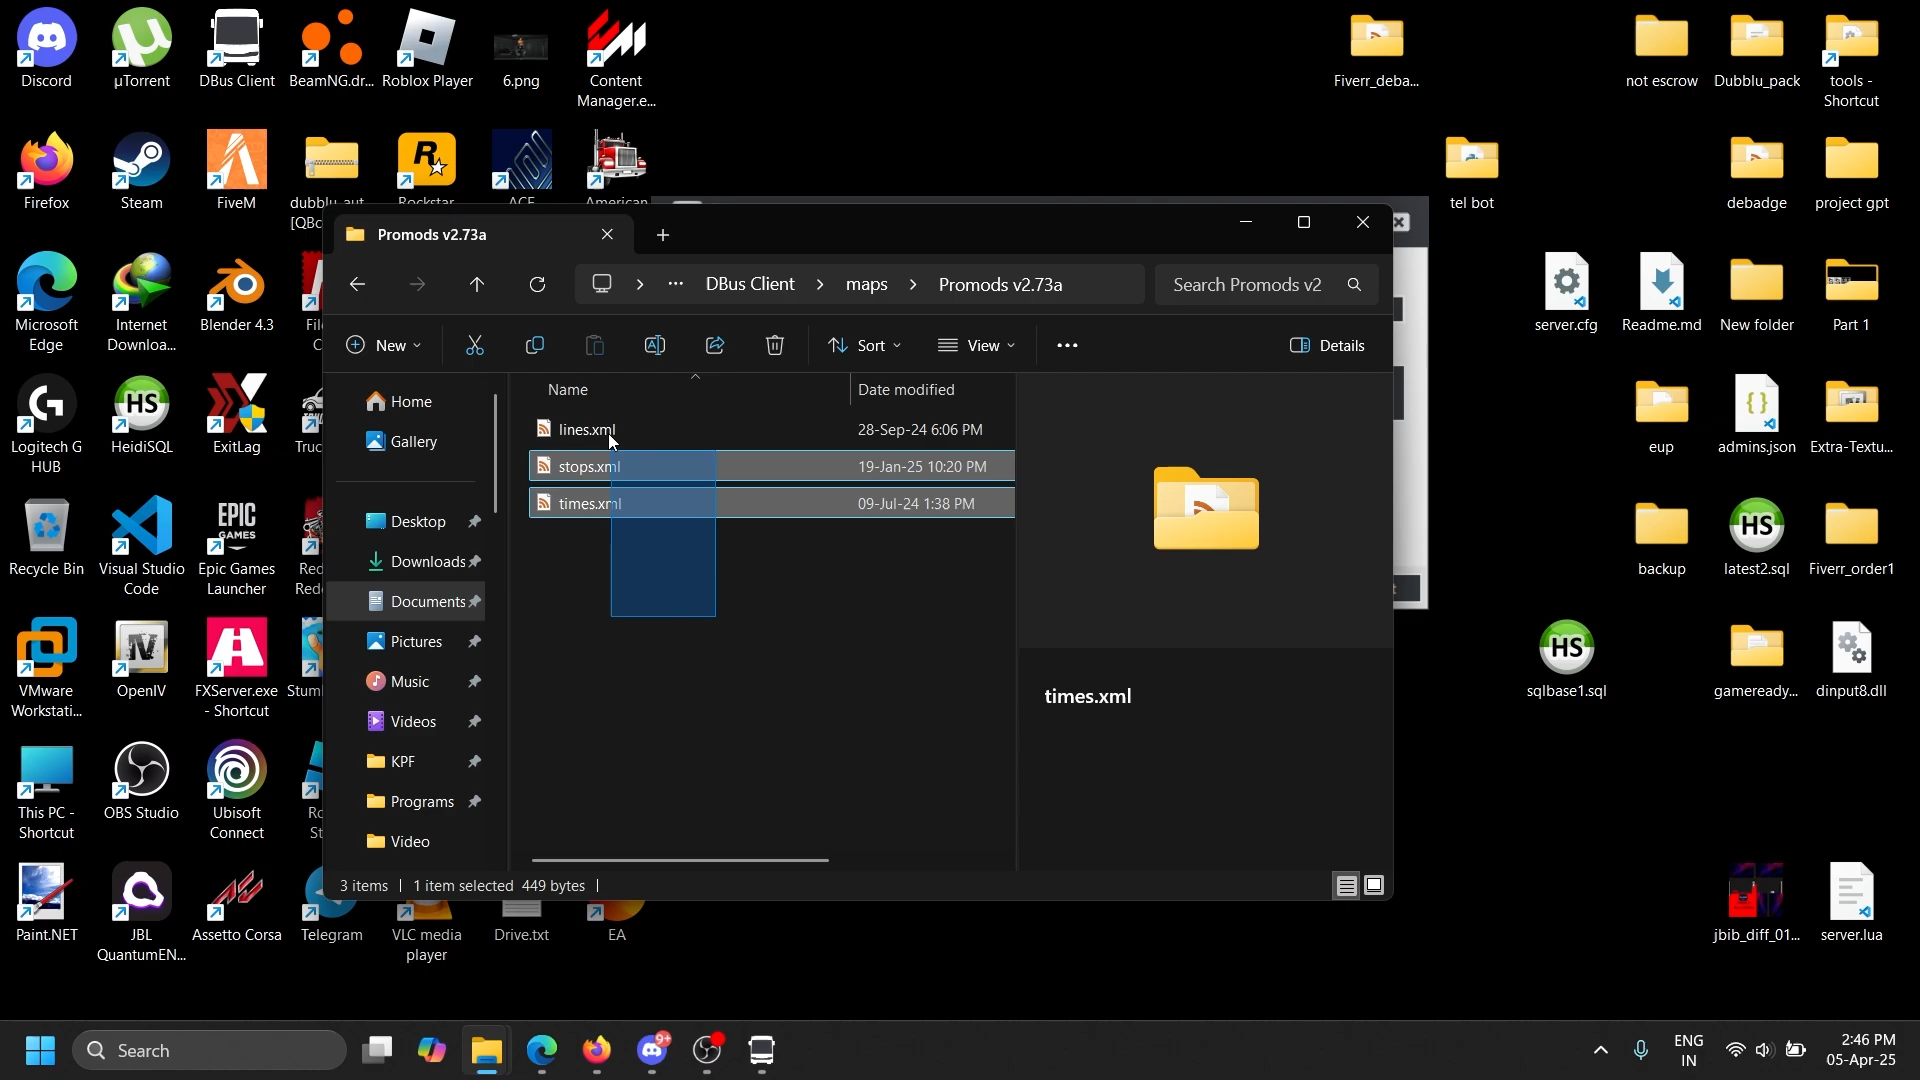 Discord
µTorrent
DBus Client
BeamNG.dr...
Roblox Player
6.png
Content
Manager.e...
Fiverr_deba...
not escrow
Dubblu_pack
tools -
Shortcut
Firefox
Steam
FiveM
dubblu_aut
[QBc
Rockstar
ACE
American
tel bot
debadge
project gpt
Promods v2.73a
DBus Client
maps
Promods v2.73a
Search Promods v2
Microsoft
Edge
Internet
Downloa...
Blender 4.3
server.cfg
Readme.md
New folder
Part 1
New
Sort
View
Details
Name
Date modified
Home
Gallery
lines.xml
28-Sep-24 6:06 PM
stops.xml
19-Jan-25 10:20 PM
times.xml
09-Jul-24 1:38 PM
Logitech G
HUB
HeidiSQL
ExitLag
Truc
eup
admins.json
Extra-Textu...
Desktop
Downloads
Documents
Pictures
Music
Videos
KPF
Programs
Video
Recycle Bin
Visual Studio
Code
Epic Games
Launcher
Red
Rede
backup
latest2.sql
Fiverr_order1
times.xml
VMware
Workstati...
OpenIV
FXServer.exe
- Shortcut
Stum
sqlbase1.sql
gameready...
dinput8.dll
This PC -
Shortcut
OBS Studio
Ubisoft
Connect
Ro
St
3 items
1 item selected 449 bytes
Paint.NET
JBL
QuantumEN...
Assetto Corsa
Telegram
VLC media
player
Drive.txt
EA
jbib_diff_01...
server.lua
Search
9+
ENG
IN
2:46 PM
05-Apr-25